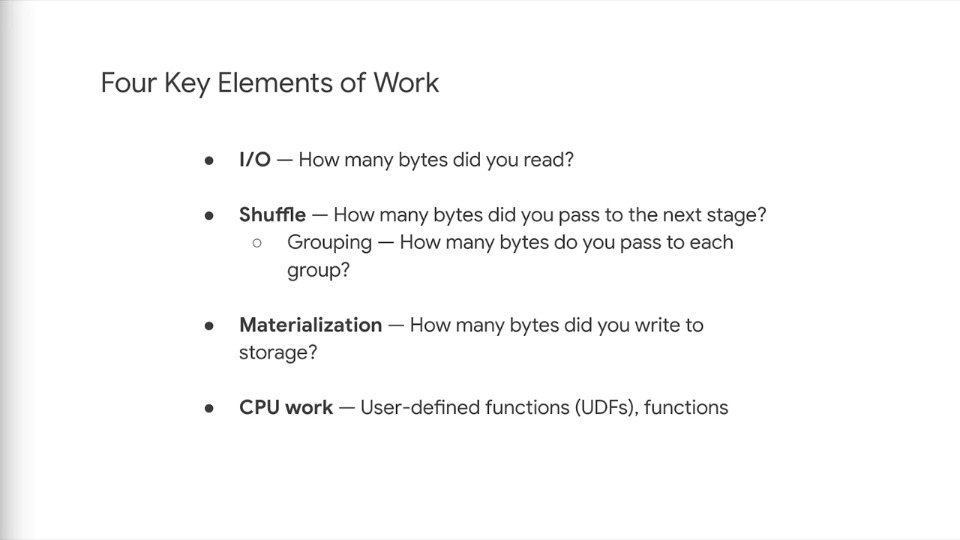 Four Key Elements of Work
● I/O — How many bytes did you read?
● Shuffle — How many bytes did you pass to the next stage?
○ Grouping — How many bytes do you pass to each
group?
● Materialization — How many bytes did you write to
storage?
● CPU work — User-defined functions (UDFs), functions